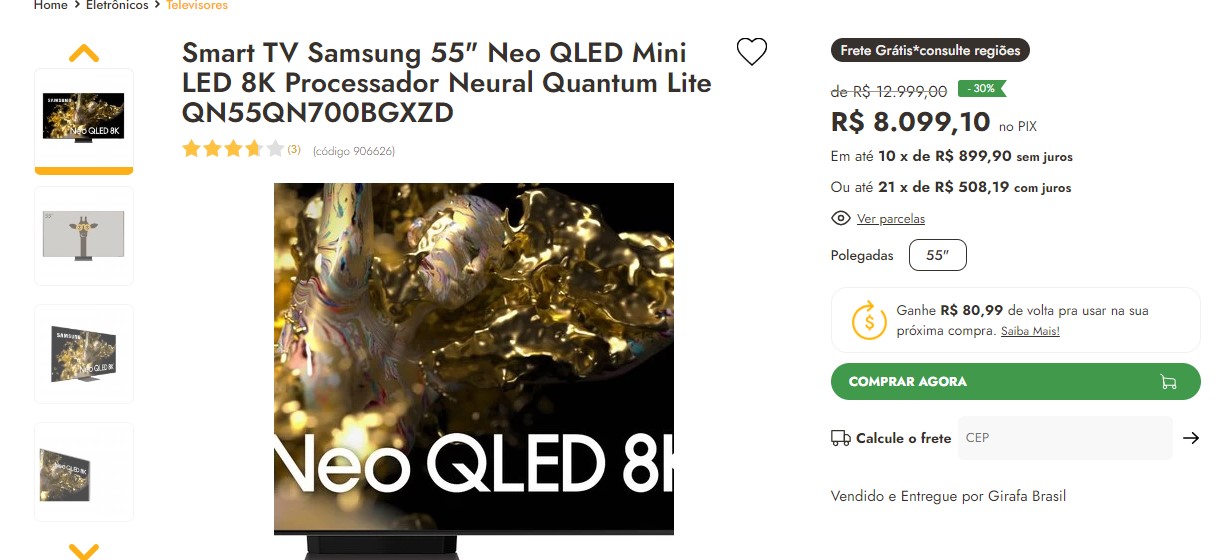 Home > Eletrônicos > Televisores
Smart TV Samsung 55" Neo QLED Mini
LED 8K Processador Neural Quantum Lite
QN55QN700BGXZD
(3) (código 906626)
SAMSUNG
Neo QLED 8K
55"
SAMSUNG
Neo QLED 8K
Neo QLED 8K
Neo QLED 8K
Frete Grátis*consulte regiões
de R$ 12.999,00 - 30%
R$ 8.099,10 no PIX
Em até 10 x de R$ 899,90 sem juros
Ou até 21 x de R$ 508,19 com juros
Ver parcelas
Polegadas 55"
Ganhe R$ 80,99 de volta pra usar na sua
próxima compra. Saiba Mais!
COMPRAR AGORA
Calcule o frete CEP
Vendido e Entregue por Girafa Brasil